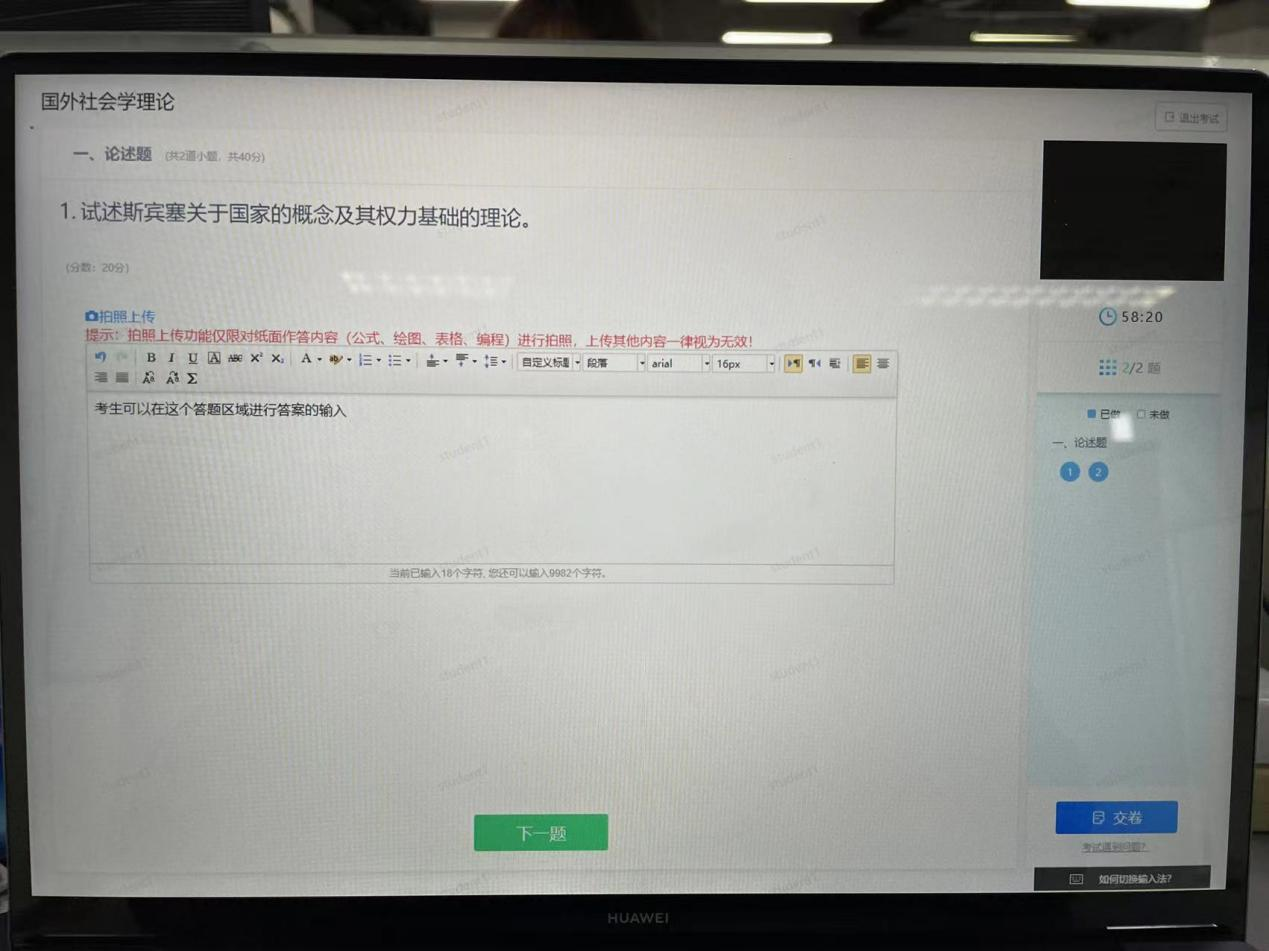 国外社会学理论
退出考试
一、论述题 (共2道小题，共40分)
1. 试述斯宾塞关于国家的概念及其权力基础的理论。
(分数：20分)
拍照上传
提示：拍照上传功能仅限对纸面作答内容（公式、绘图、表格、编程）进行拍照，上传其他内容一律视为无效！
B I U A ABC X² X₂ A ab 自定义标题 段落 arial 16px
考生可以在这个答题区域进行答案的输入
当前已输入18个字符, 您还可以输入9982个字符。
58:20
2/2 题
已做 未做
一、论述题
1 2
下一题
交卷
考试遇到问题?
如何切换输入法?
student1
HUAWEI